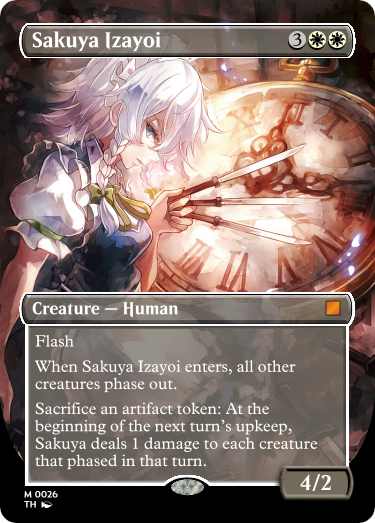 Sakuya Izayoi 3
Creature — Human
Flash
When Sakuya Izayoi enters, all other
creatures phase out.
Sacrifice an artifact token: At the
beginning of the next turn's upkeep,
Sakuya deals 1 damage to each creature
that phased in that turn.
4/2
M 0026
TH